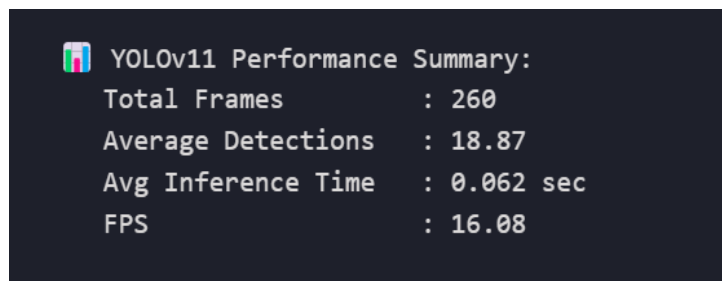 📊 YOLOv11 Performance Summary:
Total Frames : 260
Average Detections : 18.87
Avg Inference Time : 0.062 sec
FPS : 16.08